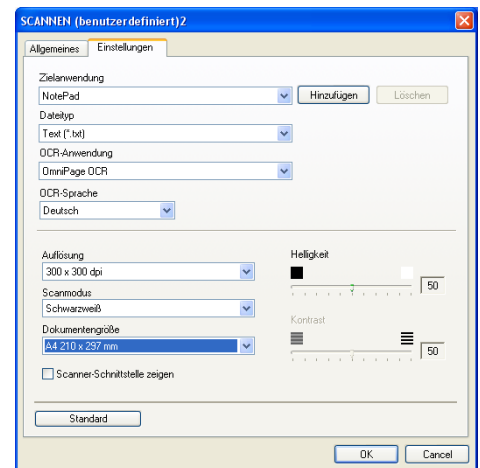 SCANNEN (benutzerdefiniert)2
Allgemeines
Einstellungen
Zielanwendung
NotePad
Hinzufügen
Löschen
Dateityp
Text (*.txt)
OCR-Anwendung
OmniPage OCR
OCR-Sprache
Deutsch
Auflösung
300 x 300 dpi
Scanmodus
Schwarzweiß
Dokumentengröße
A4 210 x 297 mm
Scanner-Schnittstelle zeigen
Helligkeit
50
Kontrast
50
Standard
OK
Cancel